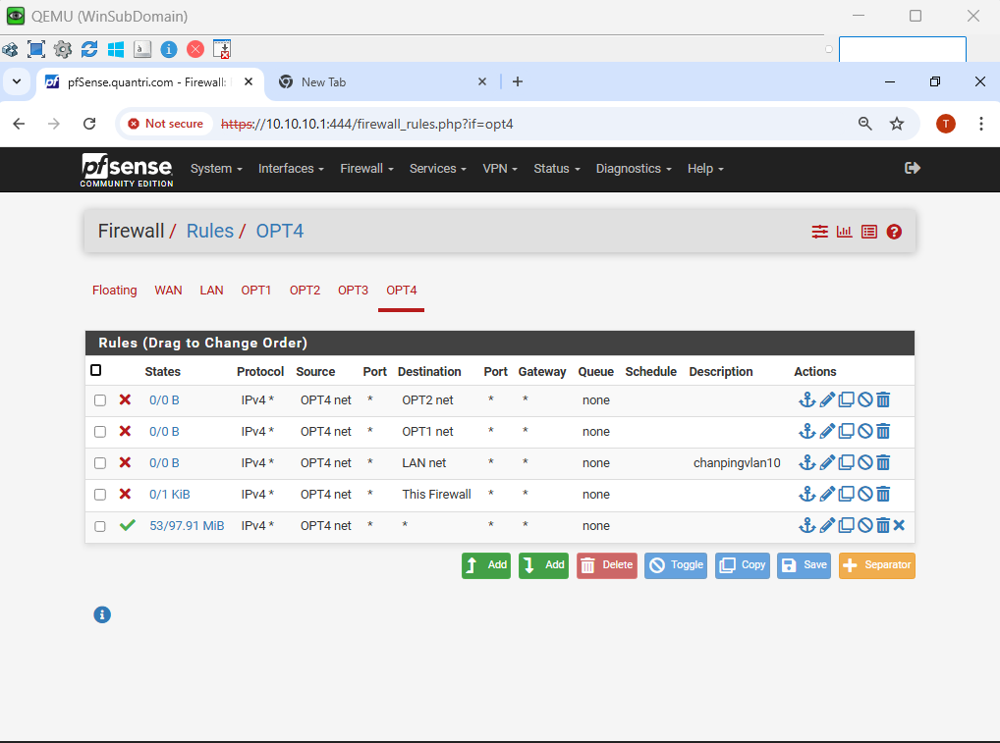 QEMU (WinSubDomain)
pfSense.quantri.com - Firewall:
New Tab
Not secure https://10.10.10.1:444/firewall_rules.php?if=opt4 T
pfsense COMMUNITY EDITION System Interfaces Firewall Services VPN Status Diagnostics Help
Firewall / Rules / OPT4
Floating WAN LAN OPT1 OPT2 OPT3 OPT4
Rules (Drag to Change Order)
States Protocol Source Port Destination Port Gateway Queue Schedule Description Actions
0/0 B IPv4 * OPT4 net * OPT2 net * * none
0/0 B IPv4 * OPT4 net * OPT1 net * * none
0/0 B IPv4 * OPT4 net * LAN net * * none chanpingvlan10
0/1 KiB IPv4 * OPT4 net * This Firewall * * none
53/97.91 MiB IPv4 * OPT4 net * * * * none
Add Add Delete Toggle Copy Save Separator